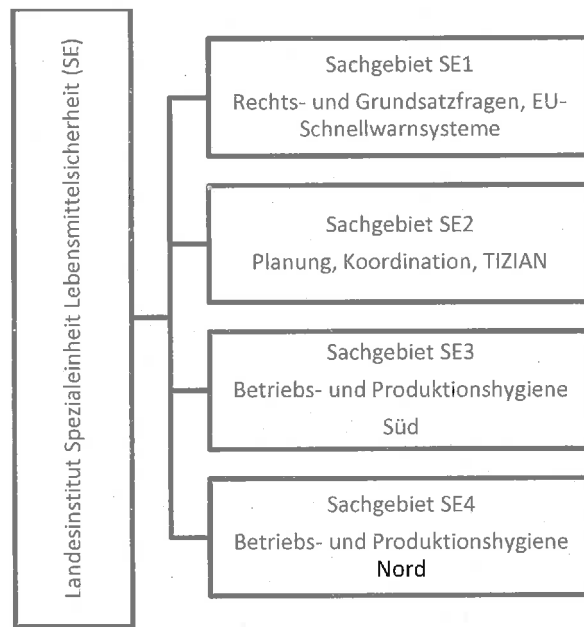 Landesinstitut Spezialeinheit Lebensmittelsicherheit (SE)
Sachgebiet SE1
Rechts- und Grundsatzfragen, EU-
Schnellwarnsysteme
Sachgebiet SE2
Planung, Koordination, TIZIAN
Sachgebiet SE3
Betriebs- und Produktionshygiene
Süd
Sachgebiet SE4
Betriebs- und Produktionshygiene
Nord